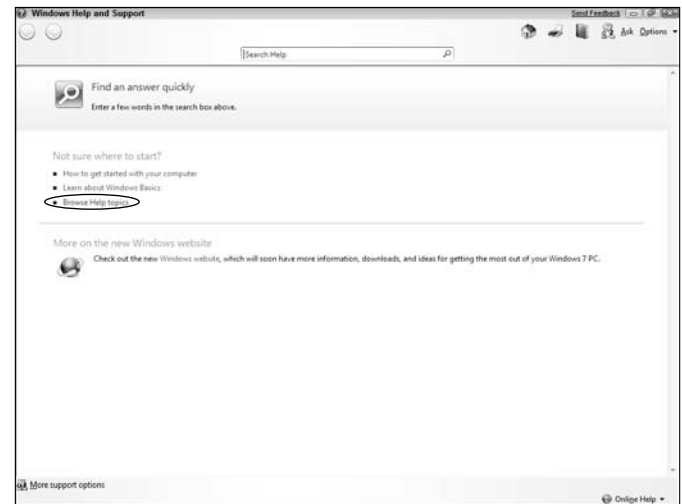 Windows Help and Support
Send Feedback
Ask Options
Search Help
Find an answer quickly
Enter a few words in the search box above.
Not sure where to start?
How to get started with your computer
Learn about Windows Basics
Browse Help topics
More on the new Windows website
Check out the new Windows website, which will soon have more information, downloads, and ideas for getting the most out of your Windows 7 PC.
More support options
Online Help